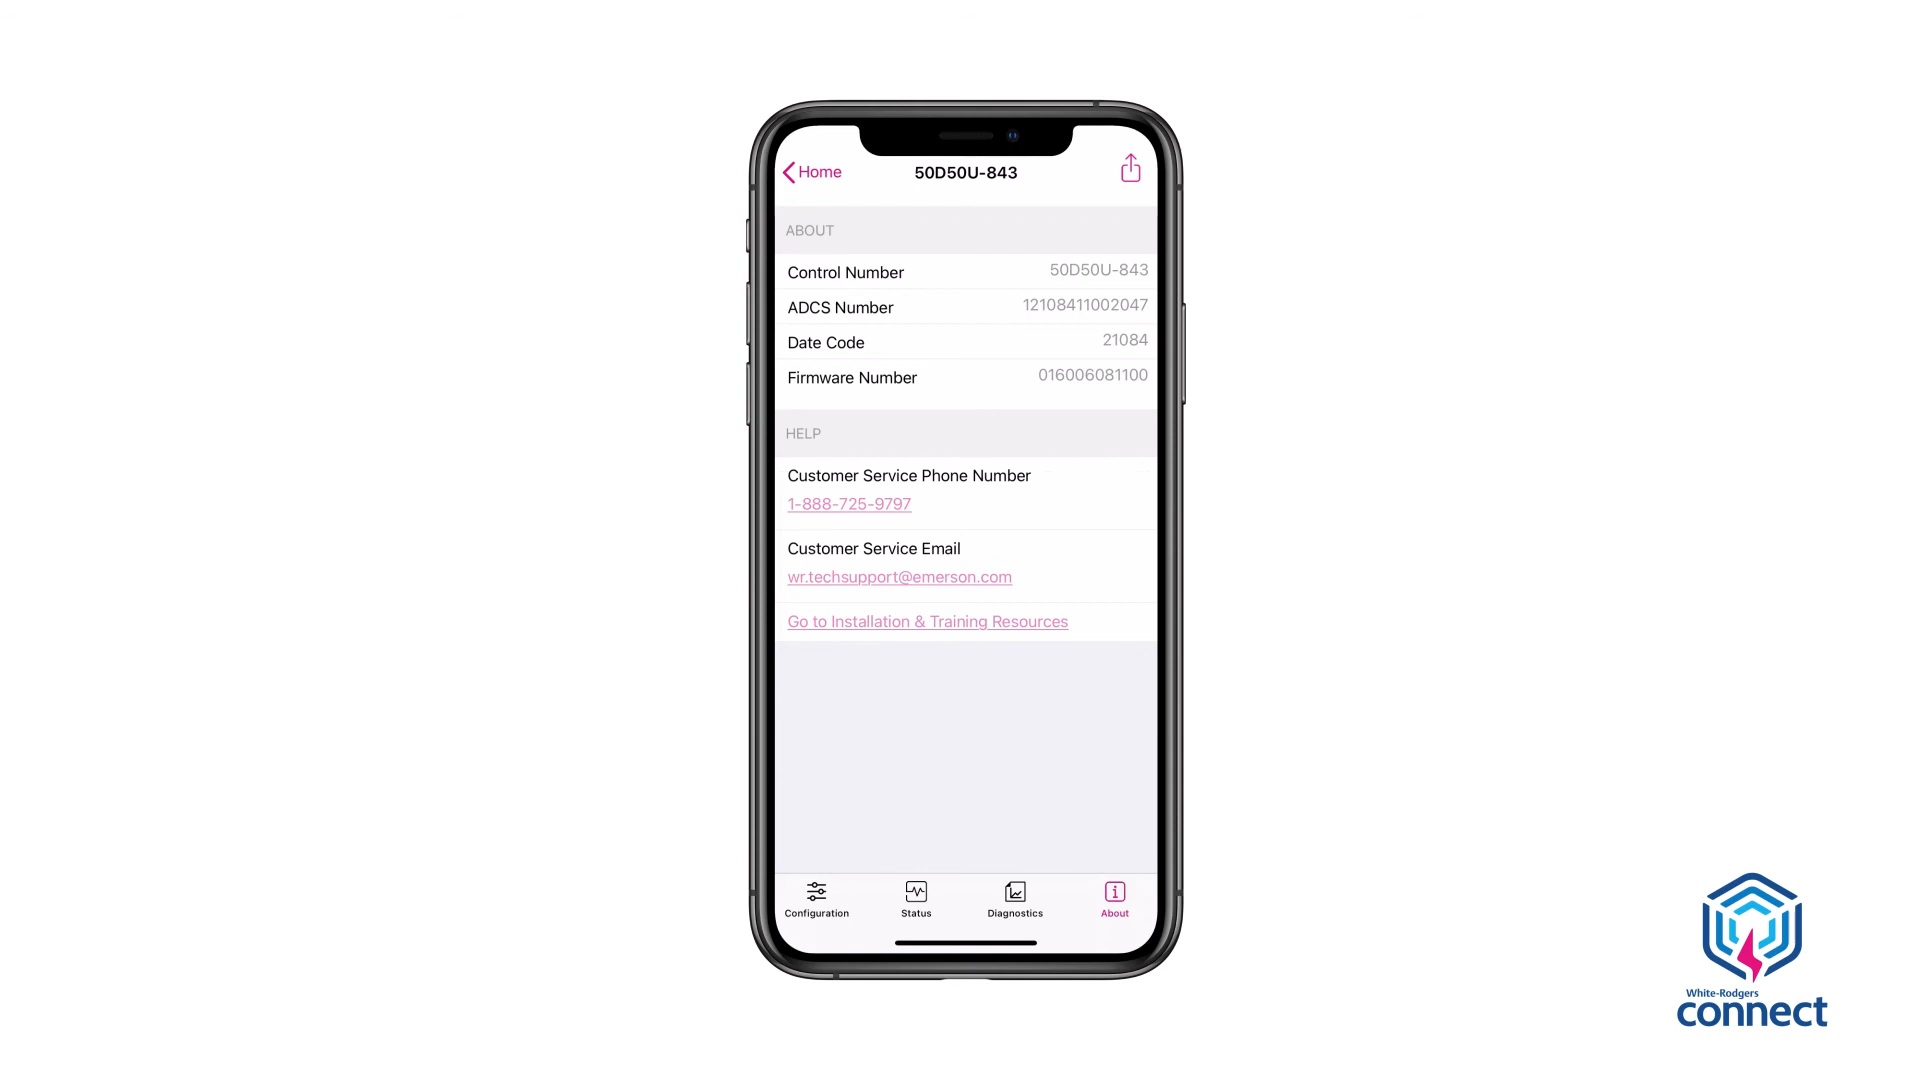 Home
50D50U-843
ABOUT
Control Number 50D50U-843
ADCS Number 12108411002047
Date Code 21084
Firmware Number 016006081100
HELP
Customer Service Phone Number
1-888-725-9797
Customer Service Email
wr.techsupport@emerson.com
Go to Installation & Training Resources
Configuration Status Diagnostics About
White-Rodgers
connect